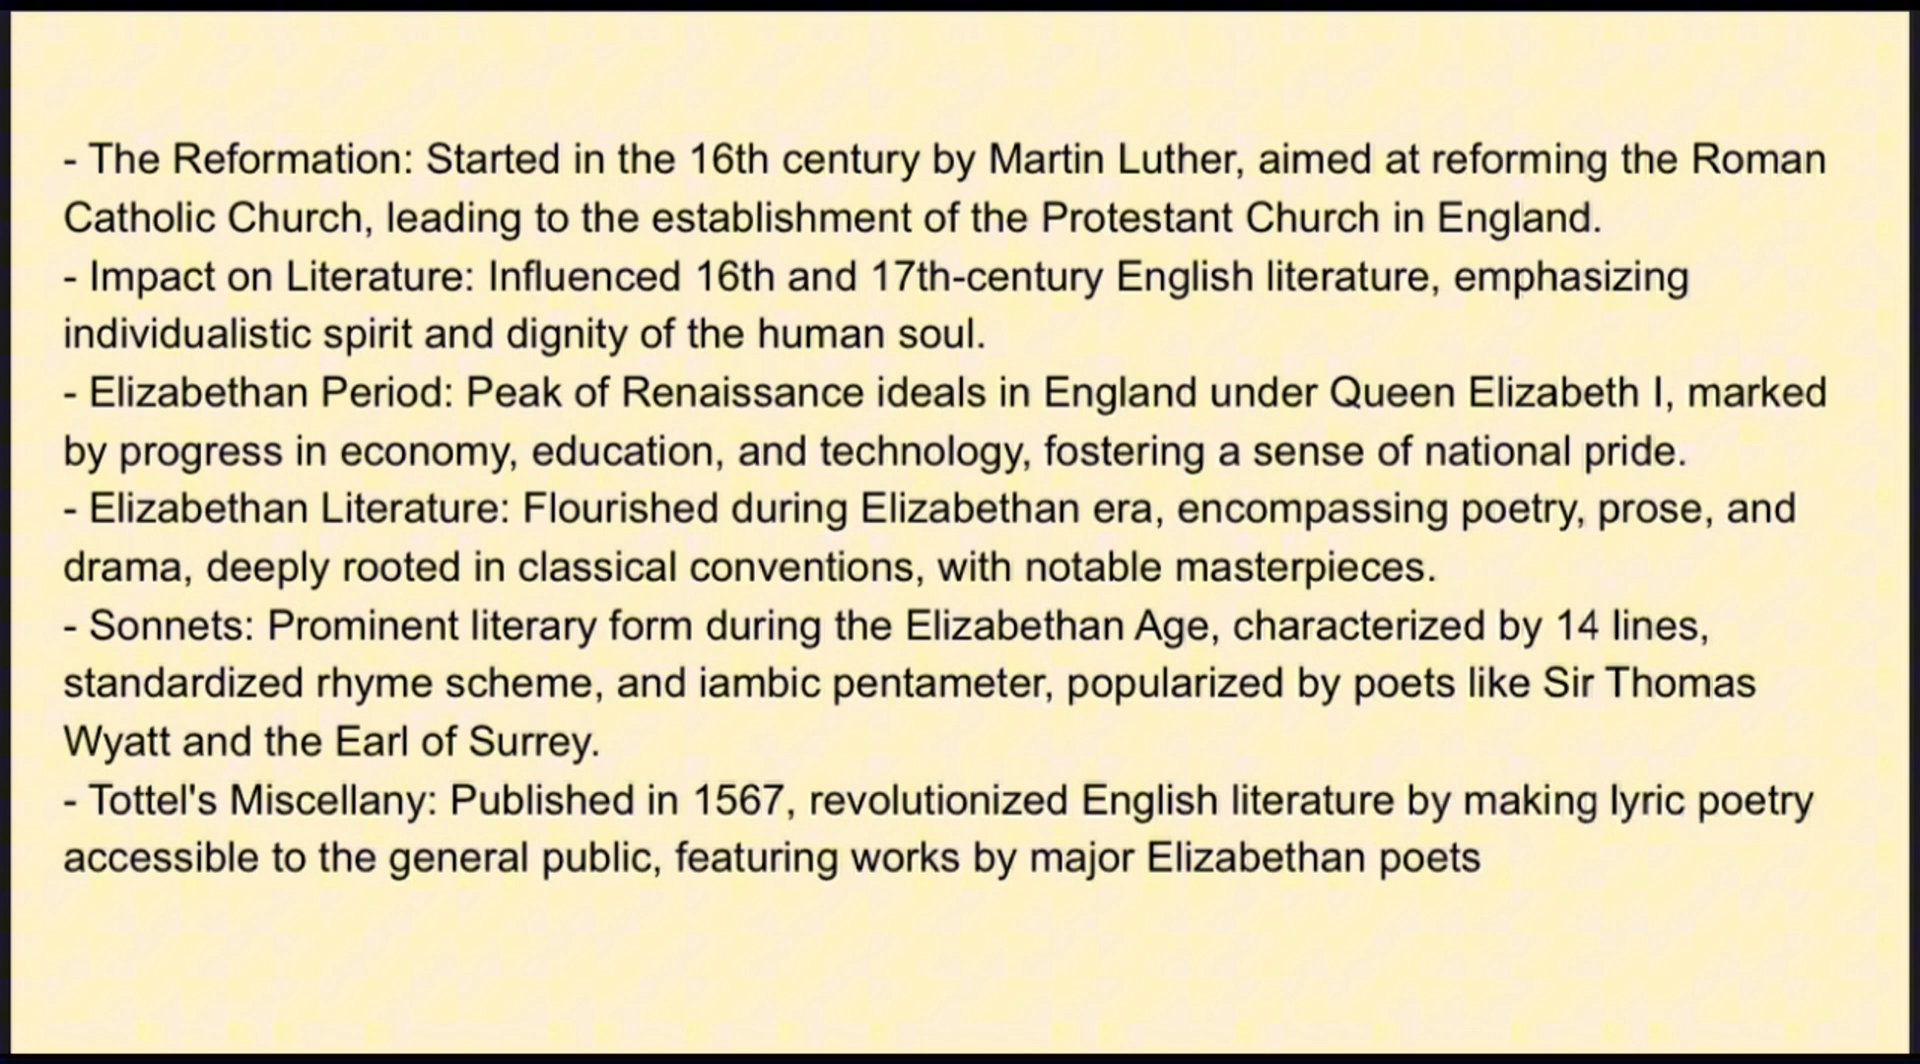 - The Reformation: Started in the 16th century by Martin Luther, aimed at reforming the Roman
Catholic Church, leading to the establishment of the Protestant Church in England.
- Impact on Literature: Influenced 16th and 17th-century English literature, emphasizing
individualistic spirit and dignity of the human soul.
- Elizabethan Period: Peak of Renaissance ideals in England under Queen Elizabeth I, marked
by progress in economy, education, and technology, fostering a sense of national pride.
- Elizabethan Literature: Flourished during Elizabethan era, encompassing poetry, prose, and
drama, deeply rooted in classical conventions, with notable masterpieces.
- Sonnets: Prominent literary form during the Elizabethan Age, characterized by 14 lines,
standardized rhyme scheme, and iambic pentameter, popularized by poets like Sir Thomas
Wyatt and the Earl of Surrey.
- Tottel's Miscellany: Published in 1567, revolutionized English literature by making lyric poetry
accessible to the general public, featuring works by major Elizabethan poets